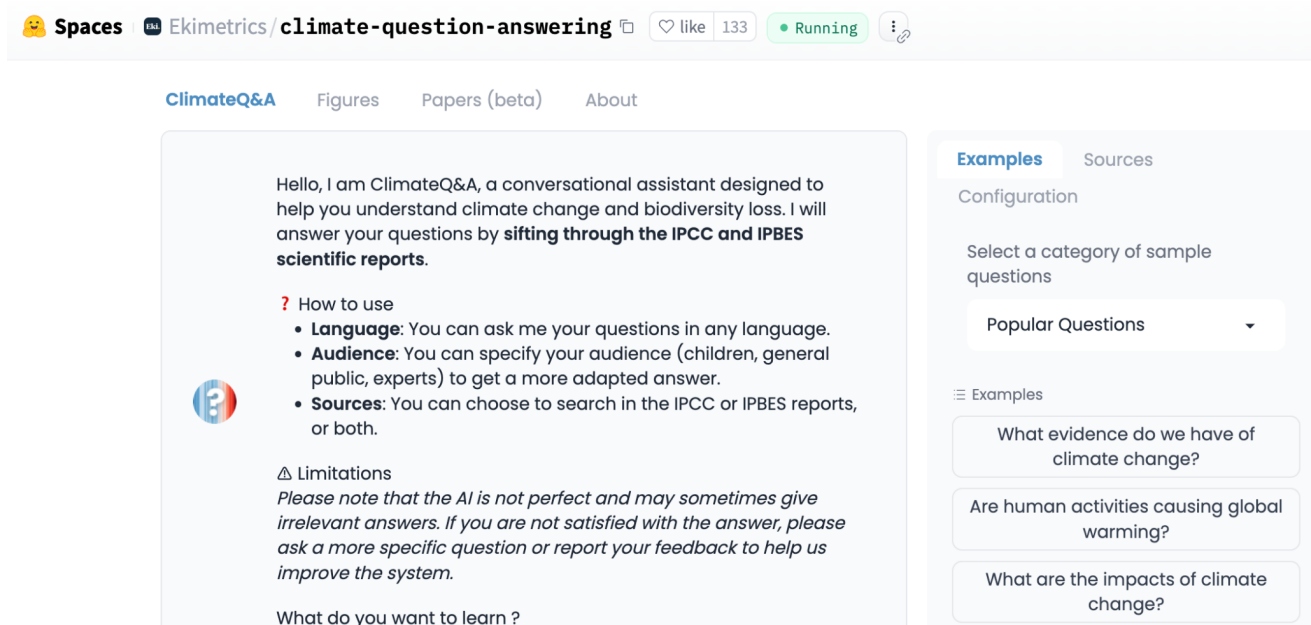 Spaces
Eki.
Ekimetrics/climate-question-answering
like 133
Running
ClimateQ&A Figures Papers (beta) About
Hello, I am ClimateQ&A, a conversational assistant designed to
help you understand climate change and biodiversity loss. I will
answer your questions by sifting through the IPCC and IPBES
scientific reports.
❓ How to use
• Language: You can ask me your questions in any language.
• Audience: You can specify your audience (children, general
public, experts) to get a more adapted answer.
• Sources: You can choose to search in the IPCC or IPBES reports,
or both.
⚠ Limitations
Please note that the AI is not perfect and may sometimes give
irrelevant answers. If you are not satisfied with the answer, please
ask a more specific question or report your feedback to help us
improve the system.
What do you want to learn ?
Examples Sources
Configuration
Select a category of sample
questions
Popular Questions
Examples
What evidence do we have of
climate change?
Are human activities causing global
warming?
What are the impacts of climate
change?